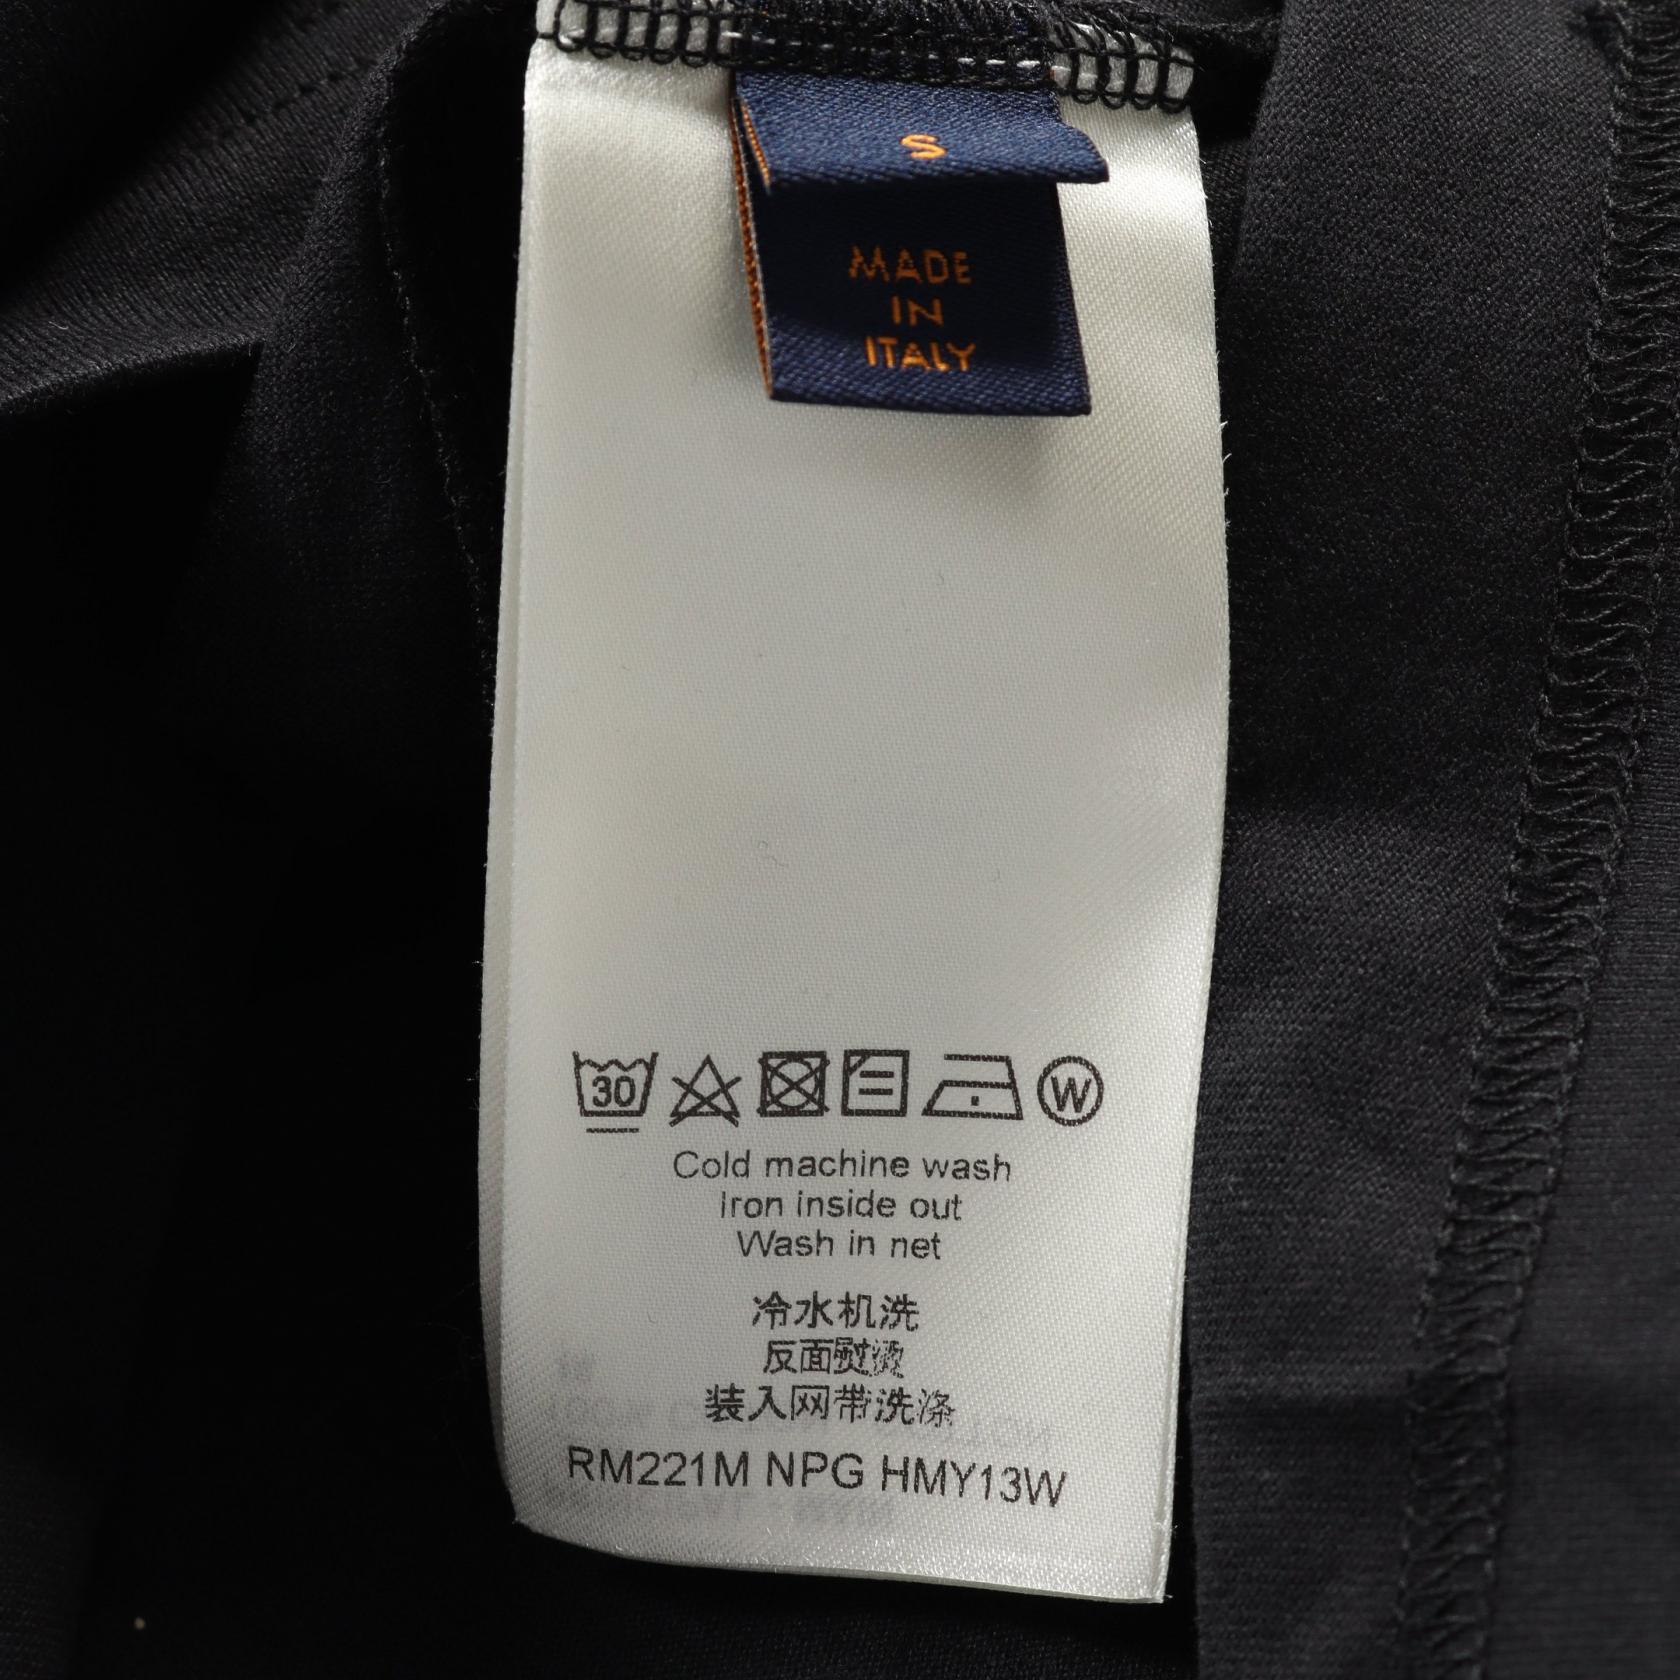 S
MADE
IN
ITALY
30
W
Cold machine wash
Iron inside out
Wash in net
冷水机洗
反面熨烫
装入网带洗涤
RM221M NPG HMY13W